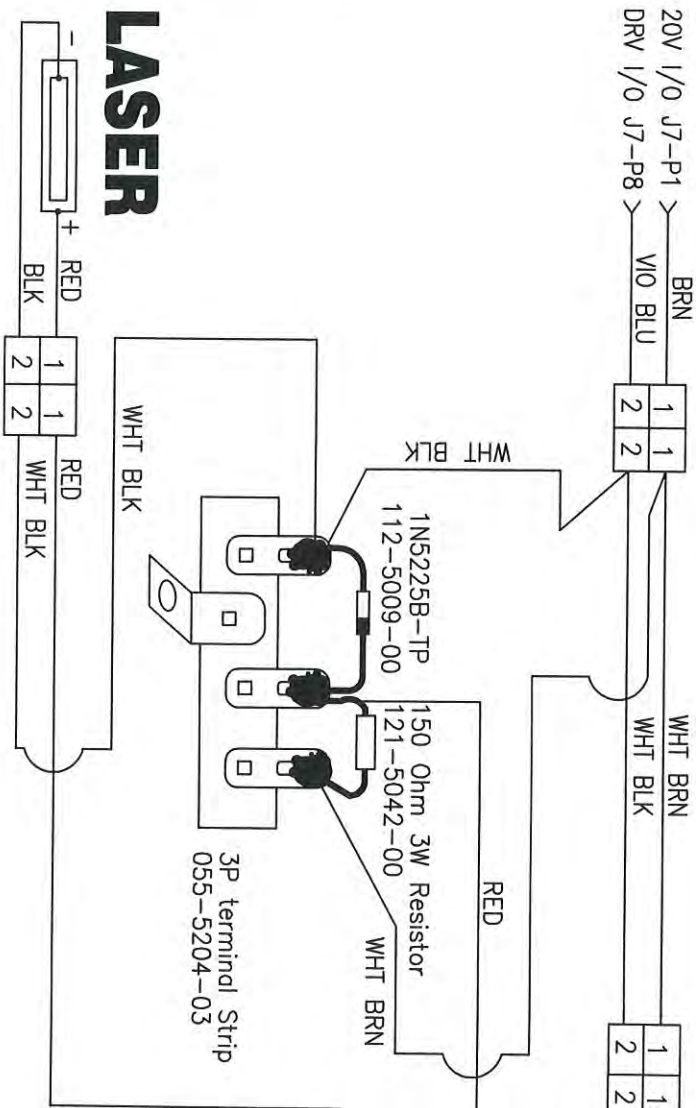 20V I/O J7-P1
DRV I/O J7-P8
BRN
VIO BLU
1 1
2 2
WHT BRN
WHT BLK
1 1
2 2
WHT BLK
1N5225B-TP
112-5009-00
150 Ohm 3W Resistor
121-5042-00
RED
WHT BRN
3P terminal Strip
055-5204-03
WHT BLK
LASER
- +
RED
BLK
1 1
2 2
RED
WHT BLK